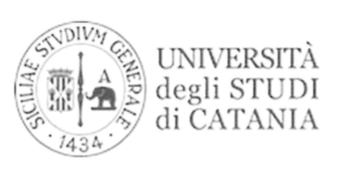 SICILIAE STVDIVM GENERALE
· 1434 ·
A
UNIVERSITÀ
degli STUDI
di CATANIA